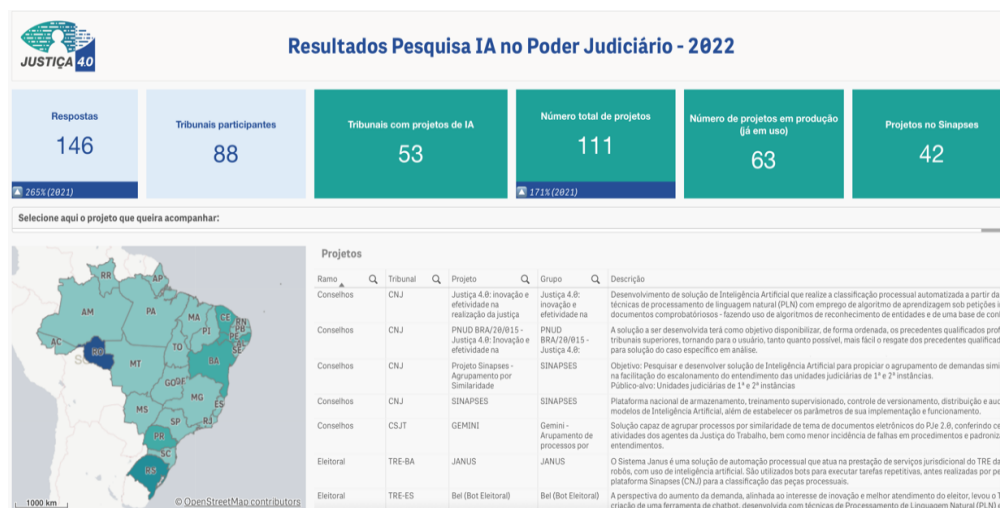 JUSTIÇA 4.0
Resultados Pesquisa IA no Poder Judiciário - 2022
Respostas
146
265% (2021)
Tribunais participantes
88
Tribunais com projetos de IA
53
Número total de projetos
111
171% (2021)
Número de projetos em produção
(já em uso)
63
Projetos no Sinapses
42
Selecione aqui o projeto que queira acompanhar:
RR
AP
AM
PA
MA
CE
RN
PB
PE
AL
SE
PI
AC
RO
TO
BA
MT
GO
DF
MG
ES
MS
SP
RJ
PR
SC
RS
1000 km
© OpenStreetMap contributors
Projetos
Ramo Tribunal Projeto Grupo Descrição
Conselhos CNJ Justiça 4.0: inovação e Justiça 4.0: Desenvolvimento de solução de Inteligência Artificial que realize a classificação processual automatizada a partir da
efetividade na inovação e técnicas de processamento de linguagem natural (PLN) com emprego de algoritmo de aprendizagem sob petições i
realização da justiça efetividade na documentos comprobatórios - fazendo uso de algoritmos de reconhecimento de entidades e de uma base de con
Conselhos CNJ PNUD BRA/20/015 - PNUD A solução a ser desenvolvida terá como objetivo disponibilizar, de forma ordenada, os precedentes qualificados prof
Justiça 4.0: Inovação e BRA/20/015 - tribunais superiores, tornando para o usuário, tanto quanto possível, mais fácil o resgate dos precedentes qualificad
efetividade na Justiça 4.0: para solução do caso específico em análise.
Conselhos CNJ Projeto Sinapses - SINAPSES Objetivo: Pesquisar e desenvolver solução de Inteligência Artificial para propiciar o agrupamento de demandas simi
Agrupamento por na facilitação do escalonamento do entendimento das unidades judiciárias de 1ª e 2ª instâncias.
Similaridade Público-alvo: Unidades judiciárias de 1ª e 2ª instâncias
Conselhos CNJ SINAPSES SINAPSES Plataforma nacional de armazenamento, treinamento supervisionado, controle de versionamento, distribuição e aud
modelos de Inteligência Artificial, além de estabelecer os parâmetros de sua implementação e funcionamento.
Conselhos CSJT GEMINI Gemini - Solução capaz de agrupar processos por similaridade de tema de documentos eletrônicos do PJe 2.0, conferindo ce
Arupamento de atividades dos agentes da Justiça do Trabalho, bem como menor incidência de falhas em procedimentos e padroniz
processos por entendimentos.
Eleitoral TRE-BA JANUS JANUS O Sistema Janus é uma solução de automação processual que atua na prestação de serviços jurisdicional do TRE da
robôs, com uso de inteligência artificial. São utilizados bots para executar tarefas repetitivas, antes realizadas por pe
plataforma Sinapses (CNJ) para a classificação das peças processuais.
Eleitoral TRE-ES Bel (Bot Eleitoral) Bel (Bot Eleitoral) A perspectiva do aumento da demanda, alinhada ao interesse de inovação e melhor atendimento do eleitor, levou o T
criação de uma ferramenta de chatbot, desenvolvida com técnicas de Processamento de Linguagem Natural (PLN) e